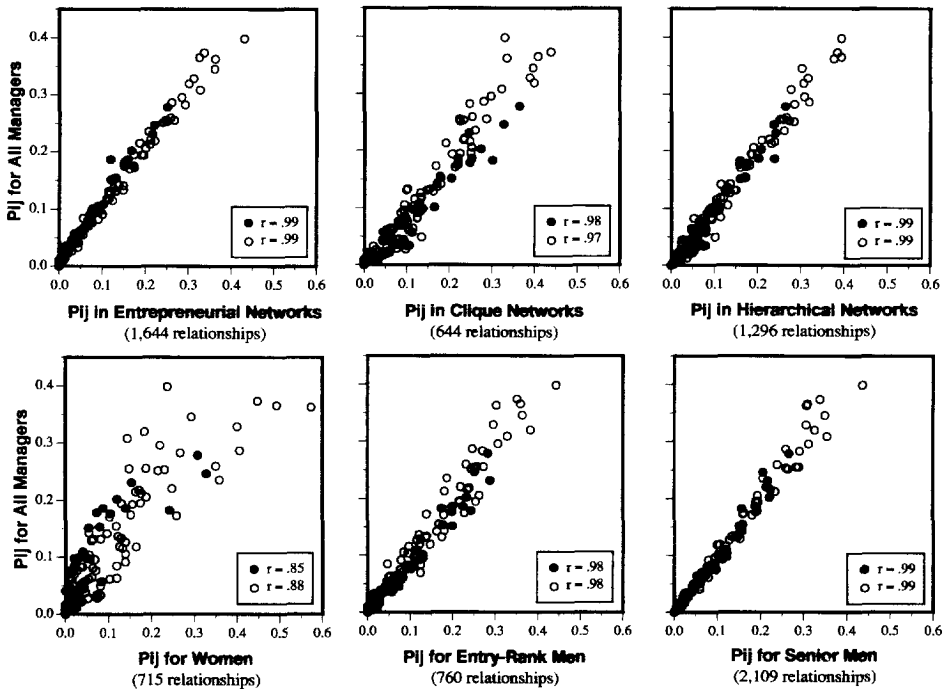 Pij for All Managers
0.4
0.3
0.2
0.1
0.0
0.0 0.1 0.2 0.3 0.4 0.5 0.6
r = .99
r = .99
Pij in Entrepreneurial Networks
(1,644 relationships)
0.0 0.1 0.2 0.3 0.4 0.5 0.6
r = .98
r = .97
Pij in Clique Networks
(644 relationships)
0.0 0.1 0.2 0.3 0.4 0.5 0.6
r = .99
r = .99
Pij in Hierarchical Networks
(1,296 relationships)
Pij for All Managers
0.4
0.3
0.2
0.1
0.0
0.0 0.1 0.2 0.3 0.4 0.5 0.6
r = .85
r = .88
Pij for Women
(715 relationships)
0.0 0.1 0.2 0.3 0.4 0.5 0.6
r = .98
r = .98
Pij for Entry-Rank Men
(760 relationships)
0.0 0.1 0.2 0.3 0.4 0.5 0.6
r = .99
r = .99
Pij for Senior Men
(2,109 relationships)